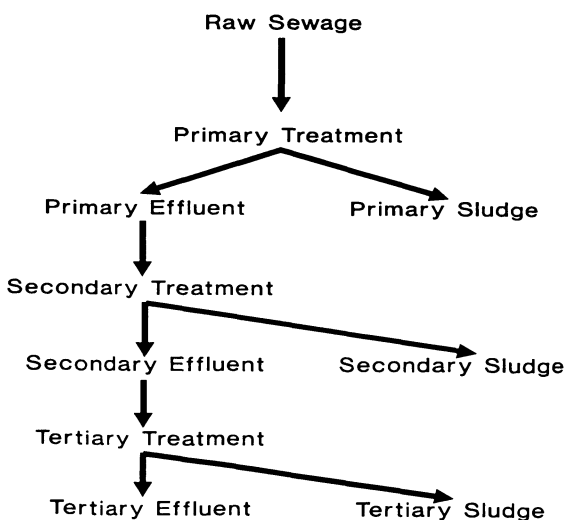 Raw Sewage
Primary Treatment
Primary Effluent
Primary Sludge
Secondary Treatment
Secondary Effluent
Secondary Sludge
Tertiary Treatment
Tertiary Effluent
Tertiary Sludge